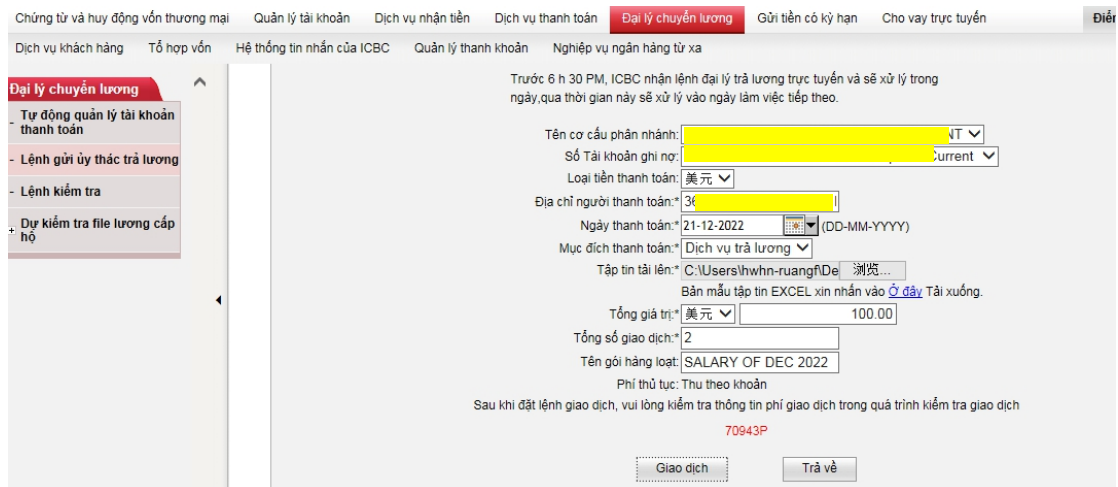 Chứng từ và huy động vốn thương mại Quản lý tài khoản Dịch vụ nhận tiền Dịch vụ thanh toán Đại lý chuyển lương Gửi tiền có kỳ hạn Cho vay trực tuyến
Dịch vụ khách hàng Tổ hợp vốn Hệ thống tin nhắn của ICBC Quản lý thanh khoản Nghiệp vụ ngân hàng từ xa
Đại lý chuyển lương
- Tự động quản lý tài khoản
thanh toán
- Lệnh gửi ủy thác trả lương
- Lệnh kiểm tra
+ Dự kiểm tra file lương cấp
hộ
Trước 6 h 30 PM, ICBC nhận lệnh đại lý trả lương trực tuyến và sẽ xử lý trong
ngày,qua thời gian này sẽ xử lý vào ngày làm việc tiếp theo.
Tên cơ cấu phân nhánh: NT
Số Tài khoản ghi nợ: Current
Loại tiền thanh toán: 美元
Địa chỉ người thanh toán:*
Ngày thanh toán:* 21-12-2022 (DD-MM-YYYY)
Mục đích thanh toán:* Dịch vụ trả lương
Tập tin tải lên:* C:\Users\hwhn-ruangf\De 浏览...
Bản mẫu tập tin EXCEL xin nhấn vào Ở đây Tải xuống.
Tổng giá trị:* 美元 100.00
Tổng số giao dịch:* 2
Tên gói hàng loạt: SALARY OF DEC 2022
Phí thủ tục: Thu theo khoản
Sau khi đặt lệnh giao dịch, vui lòng kiểm tra thông tin phí giao dịch trong quá trình kiểm tra giao dịch
70943P
Giao dịch Trả về